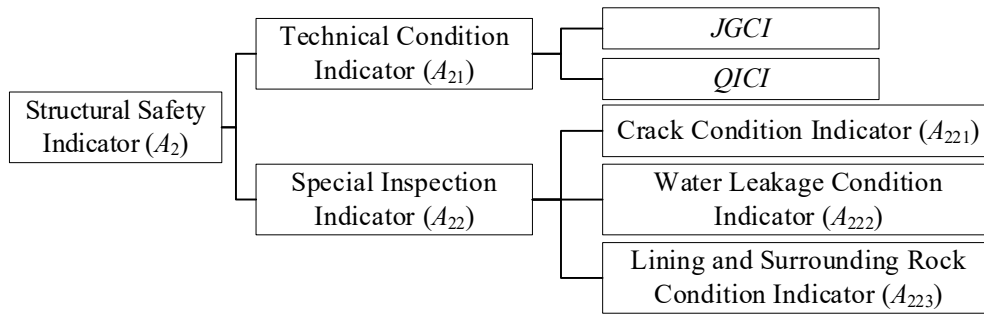 Structural Safety
Indicator (A2)
Technical Condition
Indicator (A21)
JGCI
QICI
Special Inspection
Indicator (A22)
Crack Condition Indicator (A221)
Water Leakage Condition
Indicator (A222)
Lining and Surrounding Rock
Condition Indicator (A223)